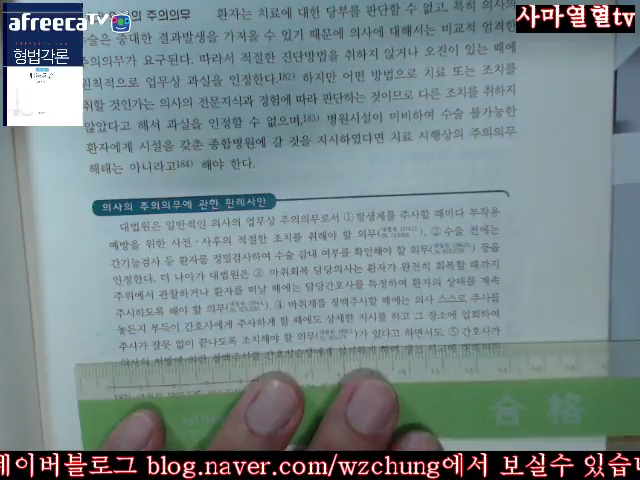 afreecaTV
사마열협tv
형법각론
의 주의의무 환자는 치료에 대한 당부를 판단할 수 없고, 특히 의사의
술은 중대한 결과발생을 가져올 수 있기 때문에 의사에 대해서는 비교적 엄격한
주의의무가 요구된다. 따라서 적절한 진단방법을 취하지 않거나 오진이 있는 때에
원칙적으로 업무상 과실을 인정한다.182) 하지만 어떤 방법으로 치료 또는 조치를
취할 것인가는 의사의 전문지식과 경험에 따라 판단하는 것이므로 다른 조치를 취하지
않았다고 해서 과실을 인정할 수 없으며,183) 병원시설이 미비하여 수술 불가능한
환자에게 시설을 갖춘 종합병원에 갈 것을 지시하였다면 치료 시행상의 주의의무
해태는 아니라고184) 해야 한다.
의사의 주의의무에 관한 판례사안
대법원은 일반적인 의사의 업무상 주의의무로서 ① 항생제를 주사할 때마다 부작용
예방을 위한 사전·사후의 적절한 조치를 취해야 할 의무, ② 수술 전에는
간기능검사 등 환자를 정밀검사하여 수술 감내 여부를 확인해야 할 의무 등을
인정한다. 더 나아가 대법원은 ③ 마취회복 담당의사는 환자가 완전히 회복할 때까지
주위에서 관찰하거나 환자를 떠날 때에는 담당간호사를 특정하여 환자의 상태를 계속
주시하도록 해야 할 의무, ④ 마취제를 정맥주사할 때에는 의사 스스로 주사를
놓든지 부득이 간호사에게 주사하게 할 때에도 상세한 지시를 하고 그 장소에 입회하여
주사가 잘못 없이 끝나도록 조치해야 할 의무가 있다고 하면서도, ⑤ 간호사가
合格
네이버블로그 blog.naver.com/wzchung에서 보실수 있습니